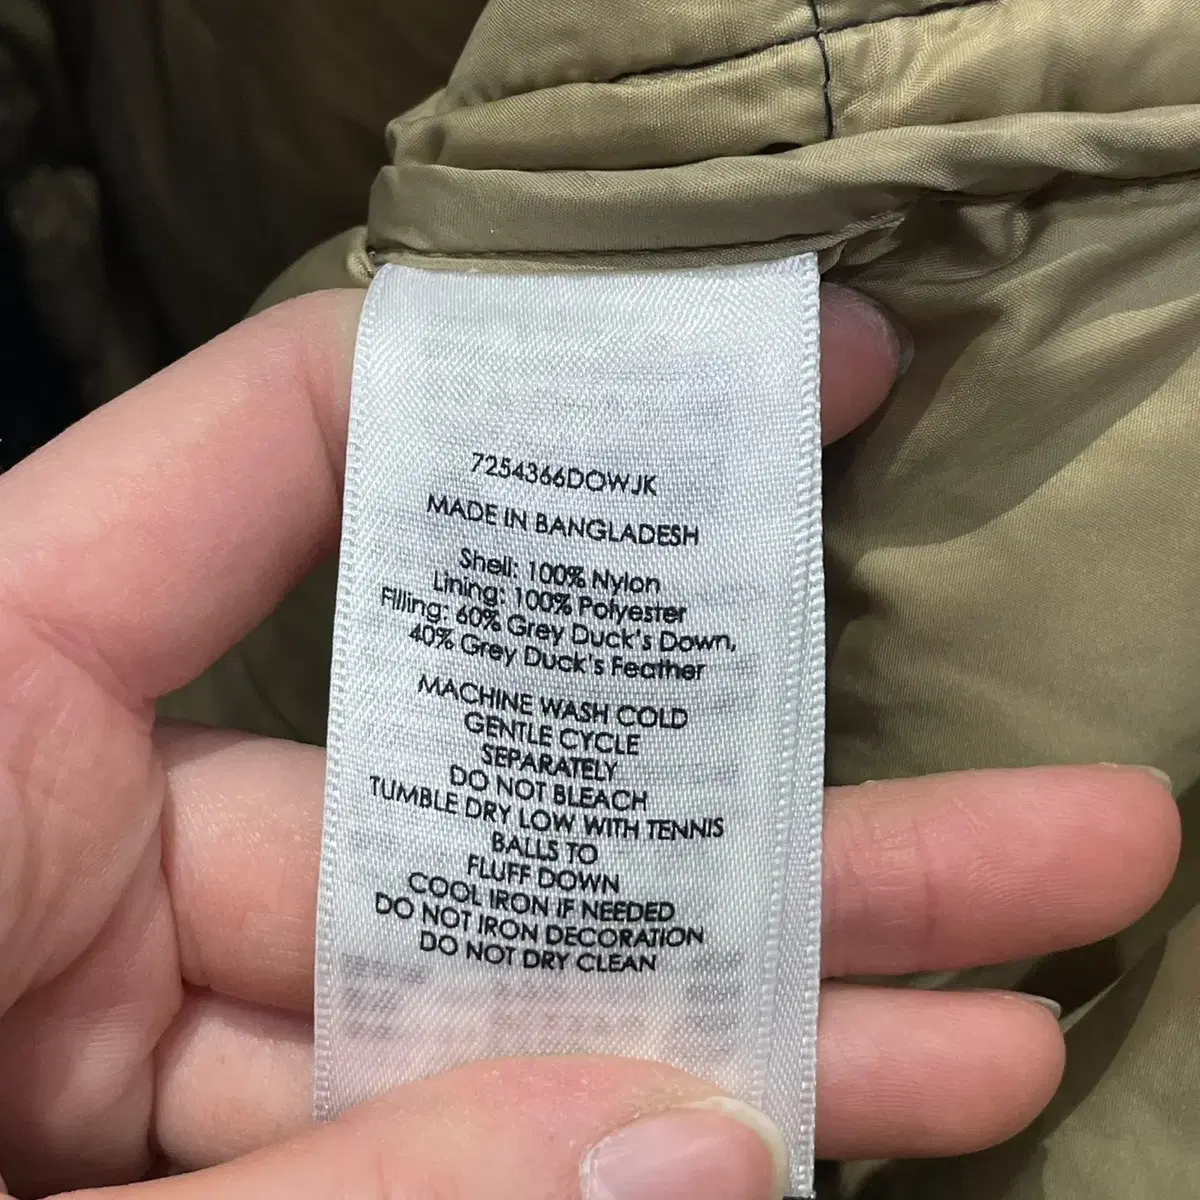 7254366DOWJK
MADE IN BANGLADESH
Shell: 100% Nylon
Lining: 100% Polyester
Filling: 60% Grey Duck's Down,
40% Grey Duck's Feather
MACHINE WASH COLD
GENTLE CYCLE
SEPARATELY
DO NOT BLEACH
TUMBLE DRY LOW WITH TENNIS
BALLS TO
FLUFF DOWN
COOL IRON IF NEEDED
DO NOT IRON DECORATION
DO NOT DRY CLEAN